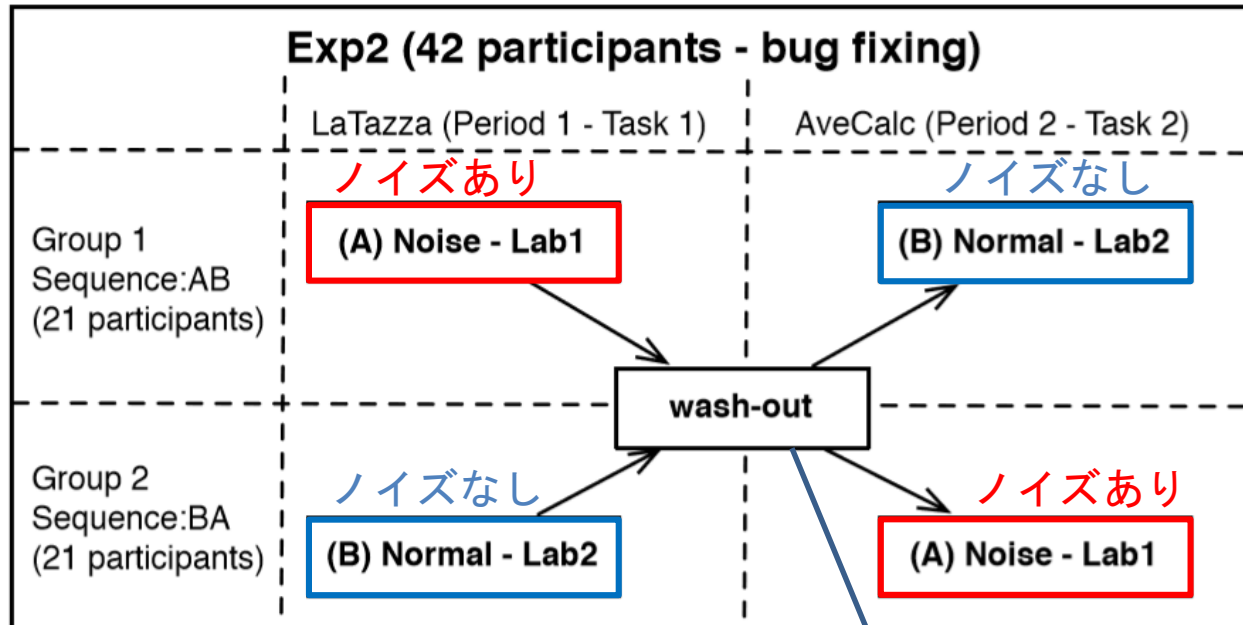 Exp2 (42 participants - bug fixing)
LaTazza (Period 1 - Task 1)
AveCalc (Period 2 - Task 2)
ノイズあり
ノイズなし
Group 1
Sequence:AB
(21 participants)
(A) Noise - Lab1
(B) Normal - Lab2
wash-out
Group 2
Sequence:BA
(21 participants)
ノイズなし
ノイズあり
(B) Normal - Lab2
(A) Noise - Lab1